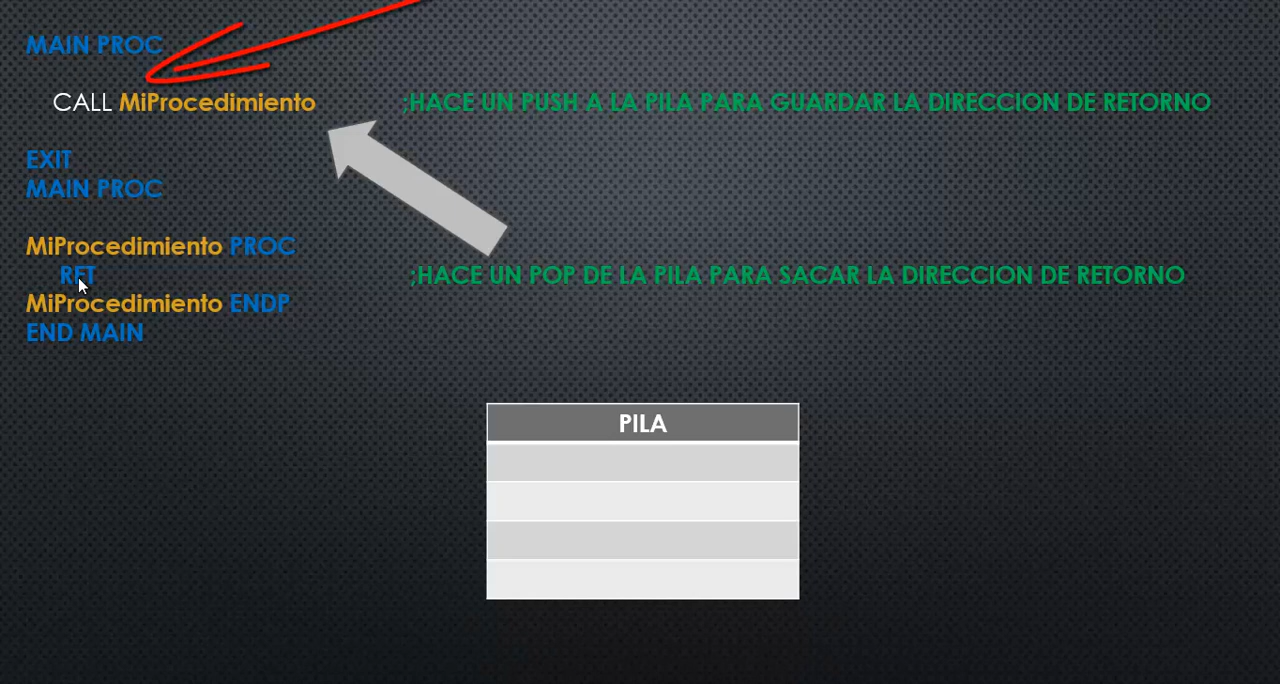 MAIN PROC
CALL MiProcedimiento ;HACE UN PUSH A LA PILA PARA GUARDAR LA DIRECCION DE RETORNO
EXIT
MAIN PROC
MiProcedimiento PROC
RET ;HACE UN POP DE LA PILA PARA SACAR LA DIRECCION DE RETORNO
MiProcedimiento ENDP
END MAIN
PILA